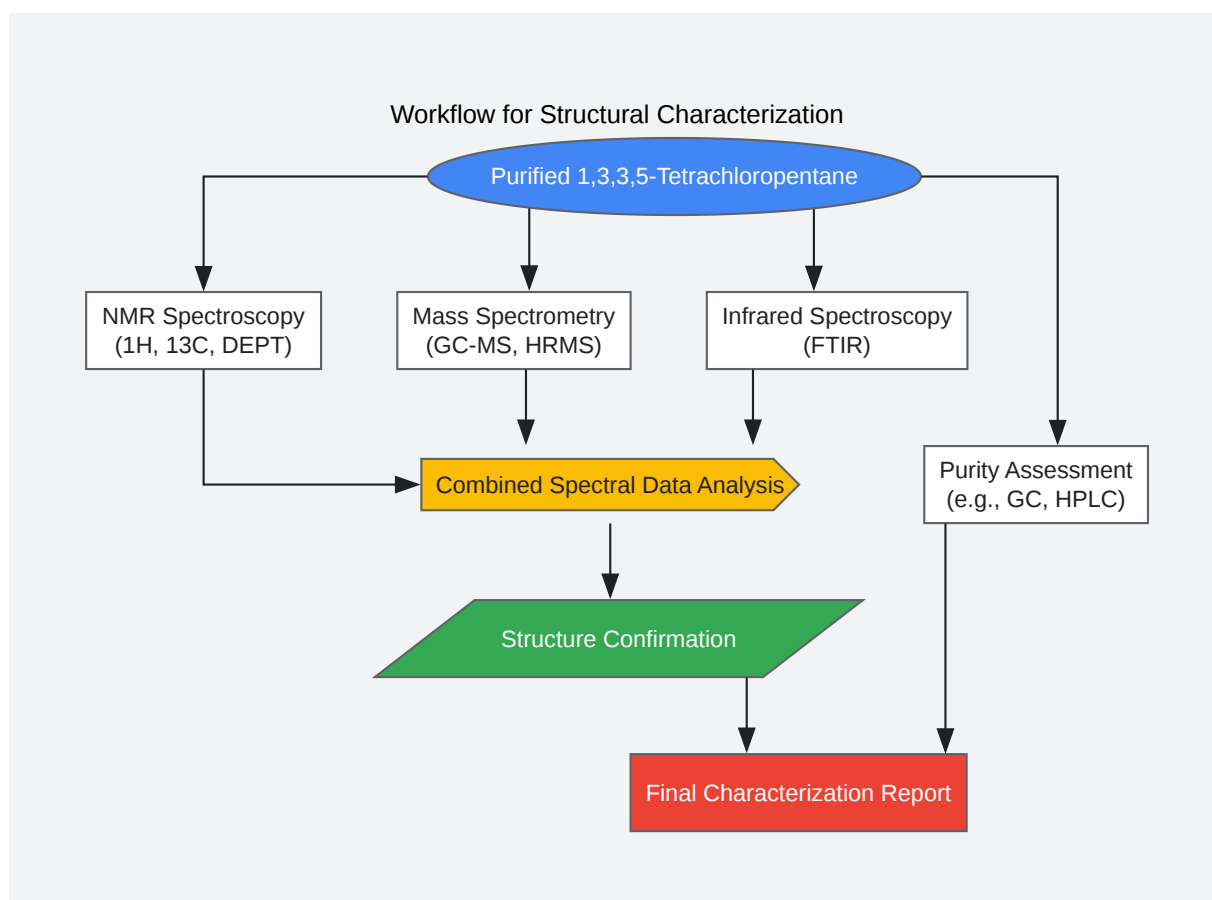 Workflow for Structural Characterization
Purified 1,3,3,5-Tetrachloropentane
NMR Spectroscopy
(1H, 13C, DEPT)
Mass Spectrometry
(GC-MS, HRMS)
Infrared Spectroscopy
(FTIR)
Combined Spectral Data Analysis
Purity Assessment
(e.g., GC, HPLC)
Structure Confirmation
Final Characterization Report